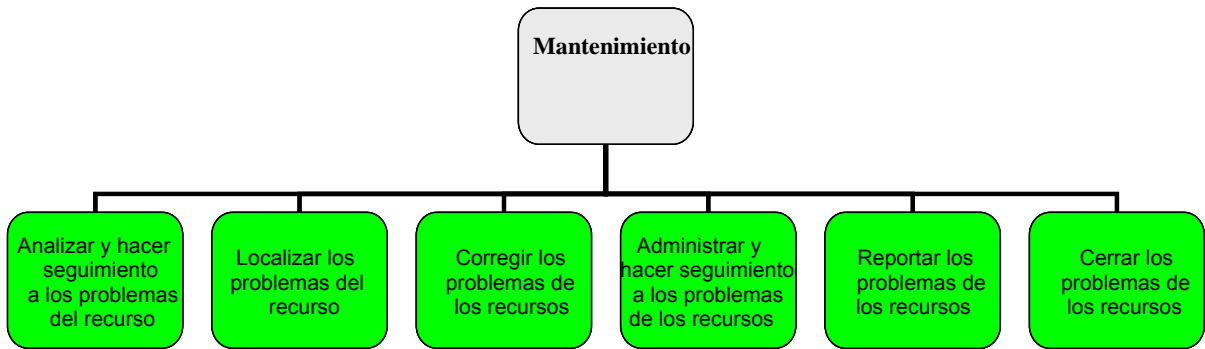 Mantenimiento
Analizar y hacer
seguimiento
a los problemas
del recurso
Localizar los
problemas del
recurso
Corregir los
problemas de
los recursos
Administrar y
hacer seguimiento
a los problemas
de los recursos
Reportar los
problemas de
los recursos
Cerrar los
problemas de
los recursos